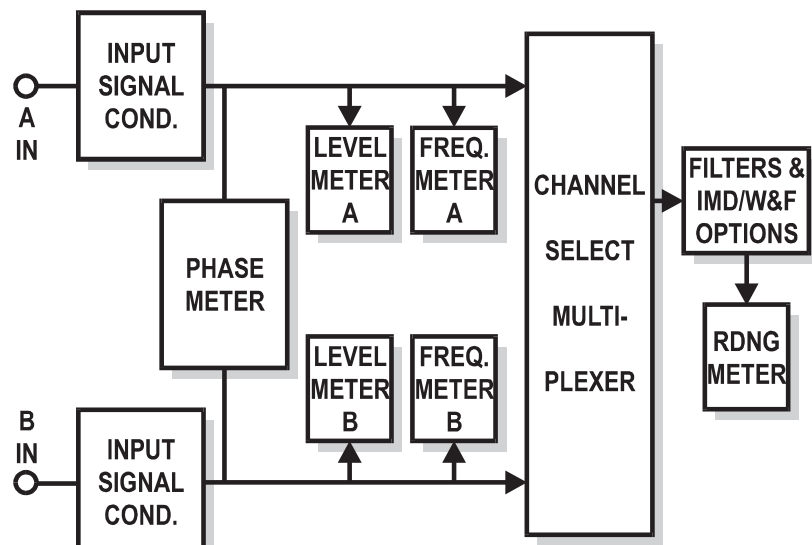 A
IN
INPUT
SIGNAL
COND.
LEVEL
METER
A
FREQ.
METER
A
PHASE
METER
LEVEL
METER
B
FREQ.
METER
B
B
IN
INPUT
SIGNAL
COND.
CHANNEL
SELECT
MULTI-
PLEXER
FILTERS &
IMD/W&F
OPTIONS
RDNG
METER